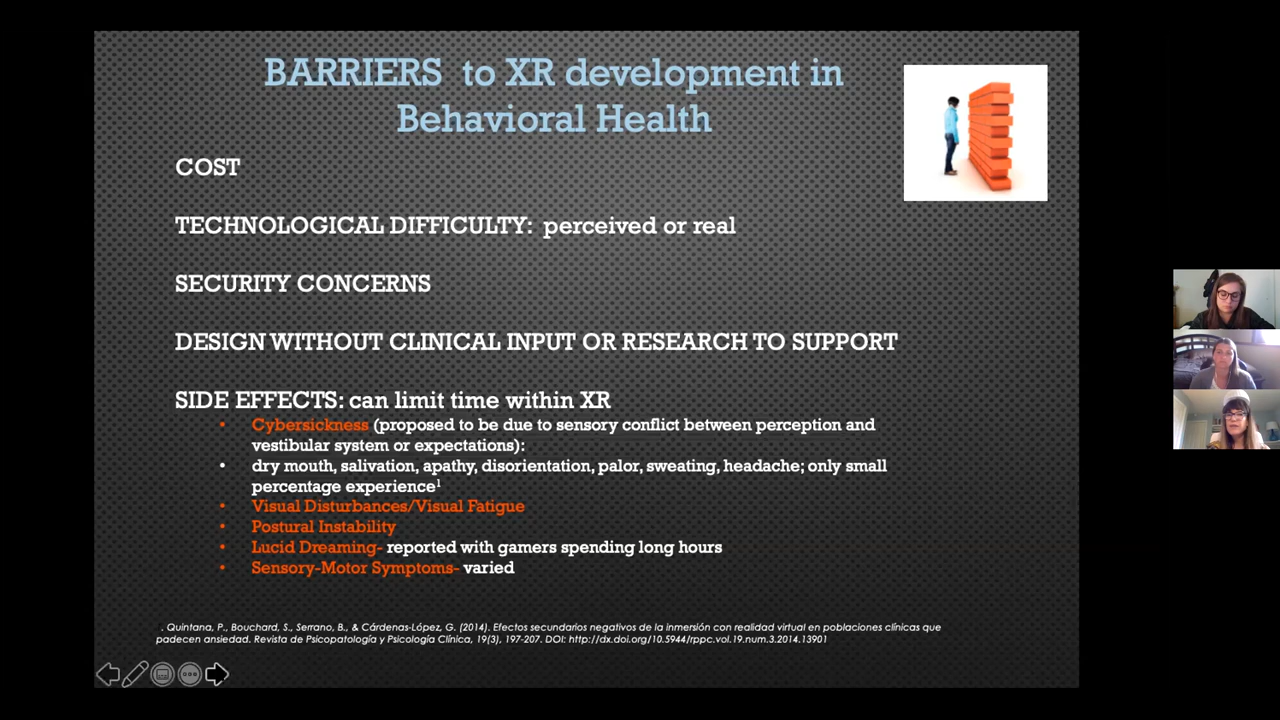 BARRIERS to XR development in
Behavioral Health
COST
TECHNOLOGICAL DIFFICULTY: perceived or real
SECURITY CONCERNS
DESIGN WITHOUT CLINICAL INPUT OR RESEARCH TO SUPPORT
SIDE EFFECTS: can limit time within XR
• Cybersickness (proposed to be due to sensory conflict between perception and
vestibular system or expectations):
• dry mouth, salivation, apathy, disorientation, palor, sweating, headache; only small
percentage experience¹
• Visual Disturbances/Visual Fatigue
• Postural Instability
• Lucid Dreaming- reported with gamers spending long hours
• Sensory-Motor Symptoms- varied
. Quintana, P., Bouchard, S., Serrano, B., & Cárdenas-López, G. (2014). Efectos secundarios negativos de la inmersión con realidad virtual en poblaciones clínicas que
padecen ansiedad. Revista de Psicopatología y Psicología Clínica, 19(3), 197-207. DOI: http://dx.doi.org/10.5944/rppc.vol.19.num.3.2014.13901